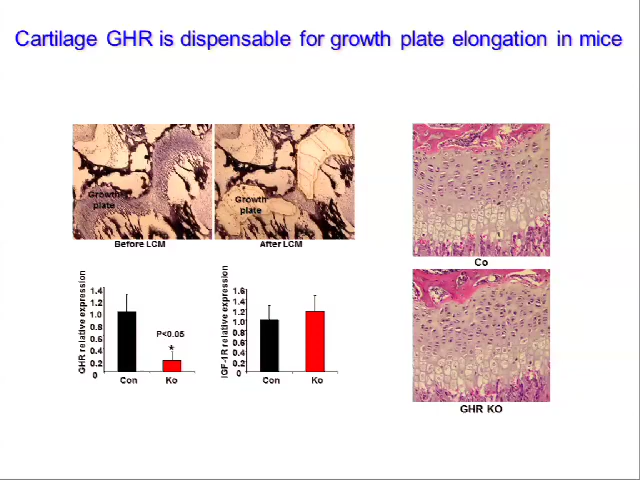 Cartilage GHR is dispensable for growth plate elongation in mice
Growth
plate
Growth
plate
Before LCM
After LCM
Co
GHR relative expression
1.4
1.2
1.0
0.8
0.6
0.4
0.2
0
P<0.05
*
Con
Ko
IGF-1R relative expression
1.6
1.4
1.2
1.0
0.8
0.6
0.4
0.2
0
Con
Ko
GHR KO